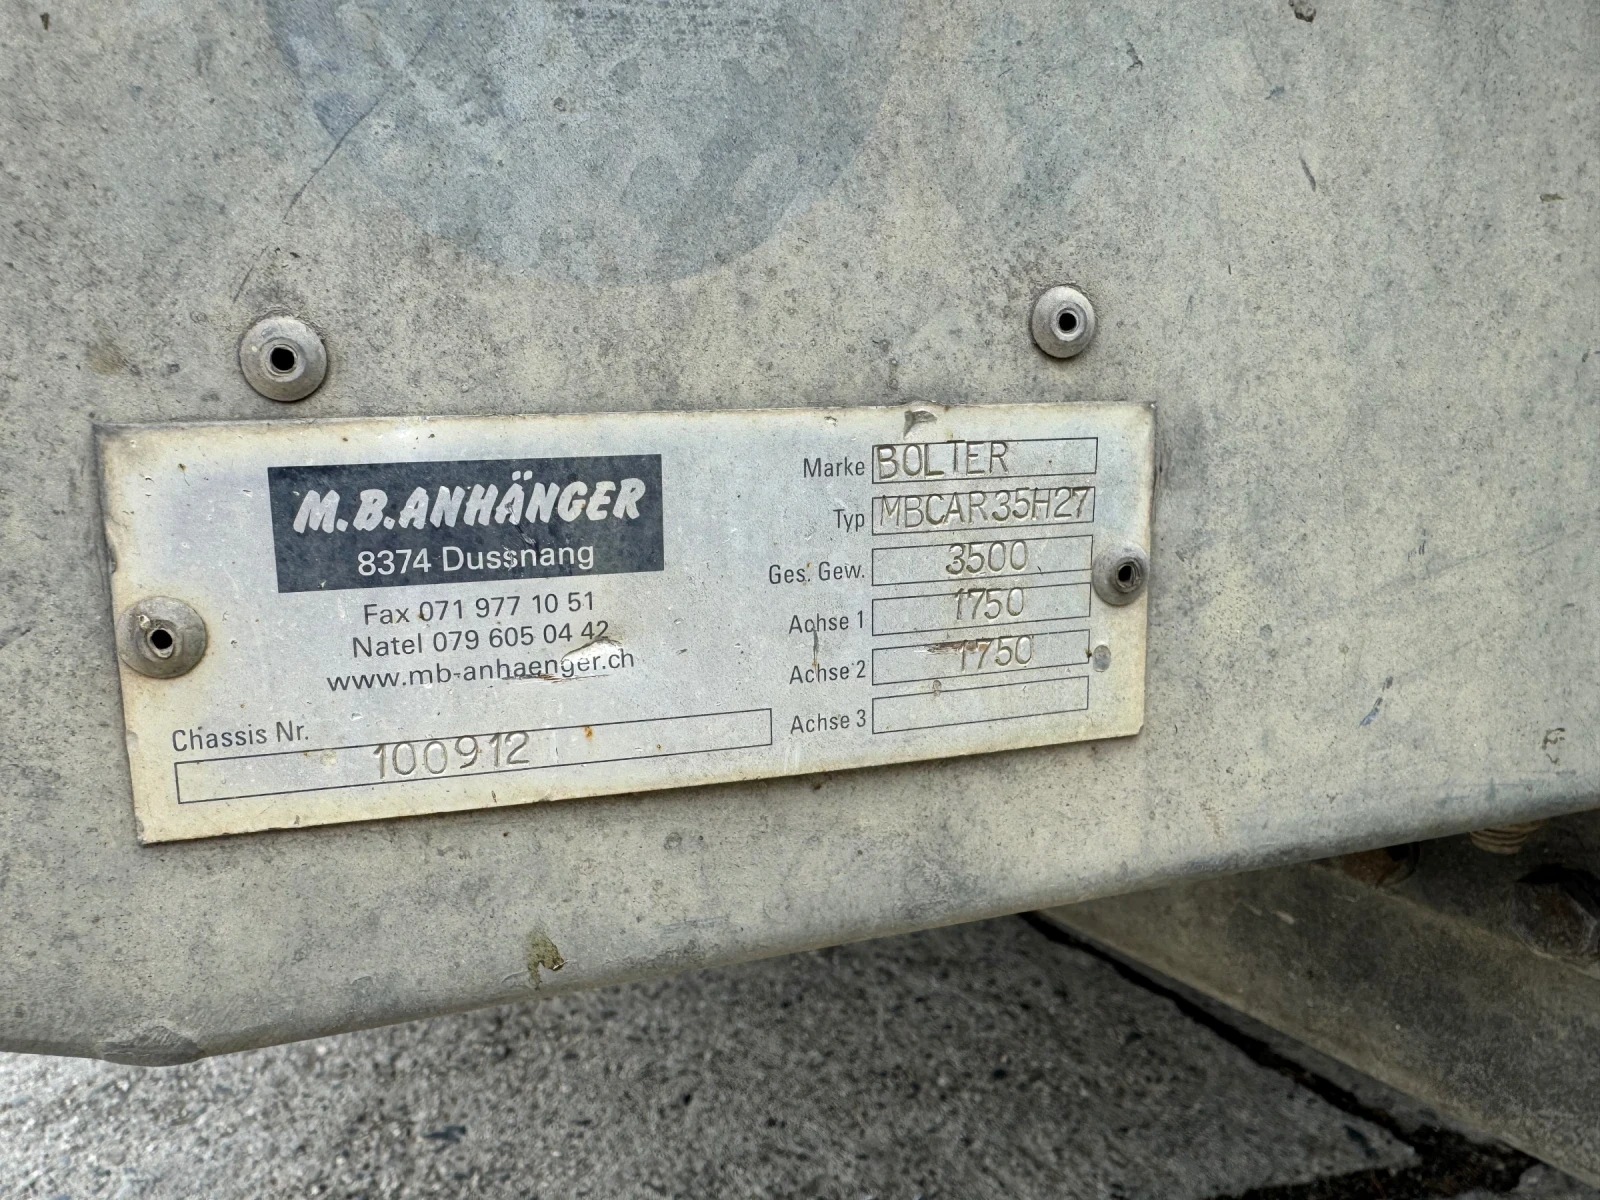 M.B.ANHÄNGER
8374 Dussnang
Fax 071 977 10 51
Natel 079 605 04 42
www.mb-anhaenger.ch
Chassis Nr.
100912
Marke BOLTER
Typ MBCAR35H27
Ges. Gew. 3500
Achse 1 1750
Achse 2 1750
Achse 3